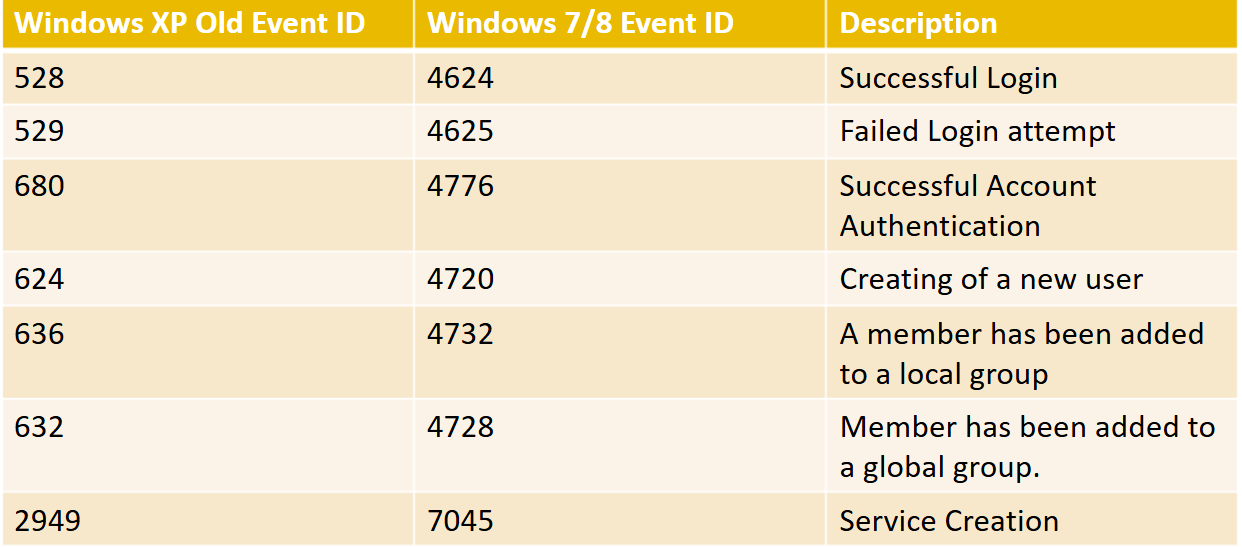 Windows XP Old Event ID Windows 7/8 Event ID Description
528 4624 Successful Login
529 4625 Failed Login attempt
680 4776 Successful Account
Authentication
624 4720 Creating of a new user
636 4732 A member has been added
to a local group
632 4728 Member has been added to
a global group.
2949 7045 Service Creation